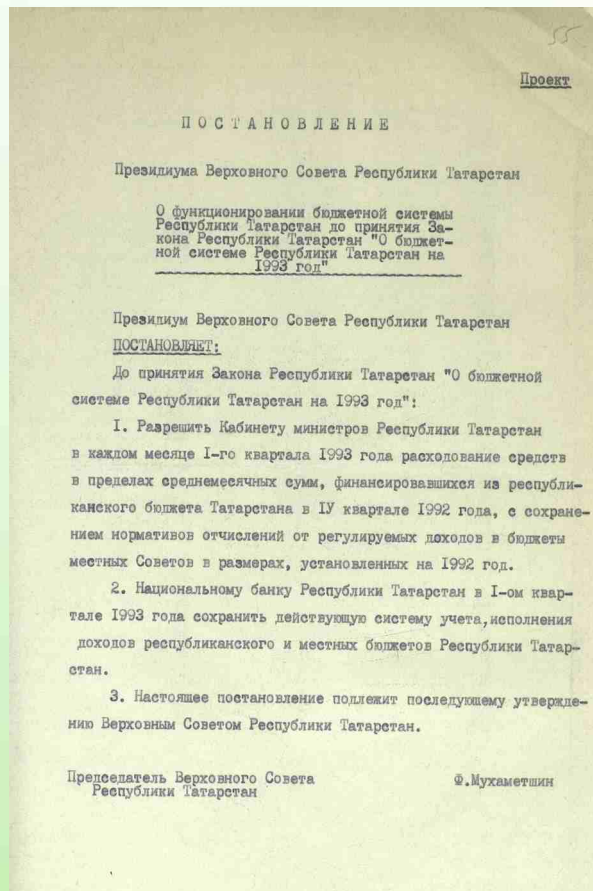 55
Проект
ПОСТАНОВЛЕНИЕ
Президиума Верховного Совета Республики Татарстан
О функционировании бюджетной системы
Республики Татарстан до принятия За-
кона Республики Татарстан "О бюджет-
ной системе Республики Татарстан на
1993 год"
Президиум Верховного Совета Республики Татарстан
ПОСТАНОВЛЯЕТ:
До принятия Закона Республики Татарстан "О бюджетной
системе Республики Татарстан на 1993 год":
I. Разрешить Кабинету министров Республики Татарстан
в каждом месяце I-го квартала 1993 года расходование средств
в пределах среднемесячных сумм, финансировавшихся из республи-
канского бюджета Татарстана в IУ квартале 1992 года, с сохране-
нием нормативов отчислений от регулируемых доходов в бюджеты
местных Советов в размерах, установленных на 1992 год.
2. Национальному банку Республики Татарстан в I-ом квар-
тале 1993 года сохранить действующую систему учета,исполнения
доходов республиканского и местных бюджетов Республики Татар-
стан.
3. Настоящее постановление подлежит последующему утвержде-
нию Верховным Советом Республики Татарстан.
Председатель Верховного Совета
Республики Татарстан
Ф.Мухаметшин